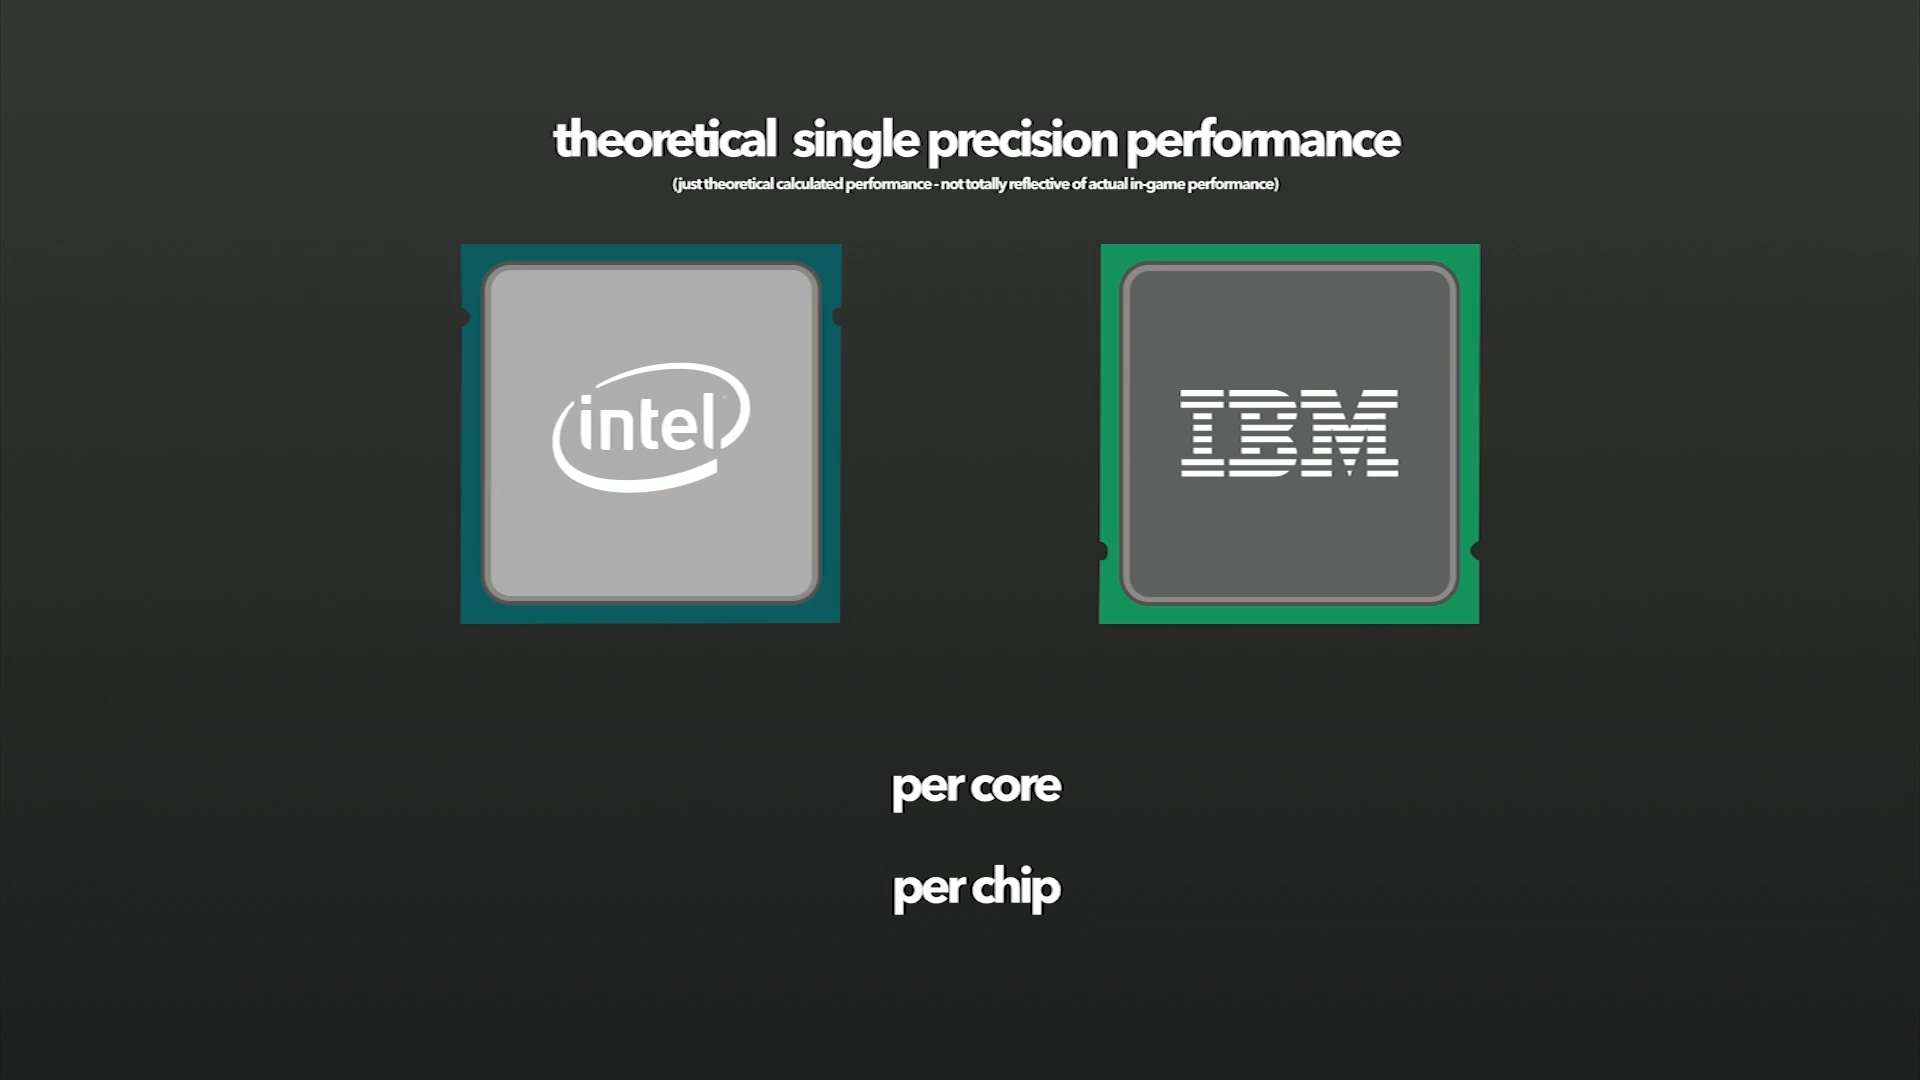 theoretical single precision performance
(just theoretical calculated performance - not totally reflective of actual in-game performance)
intel
IBM
per core
per chip